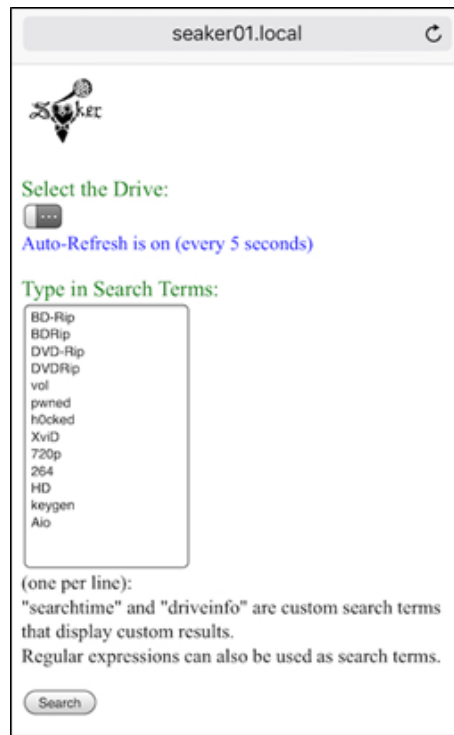 seaker01.local
Seaker
Select the Drive:
...
Auto-Refresh is on (every 5 seconds)
Type in Search Terms:
BD-Rip
BDRip
DVD-Rip
DVDRip
vol
pwned
h0cked
XviD
720p
264
HD
keygen
Aio
(one per line):
"searchtime" and "driveinfo" are custom search terms
that display custom results.
Regular expressions can also be used as search terms.
Search